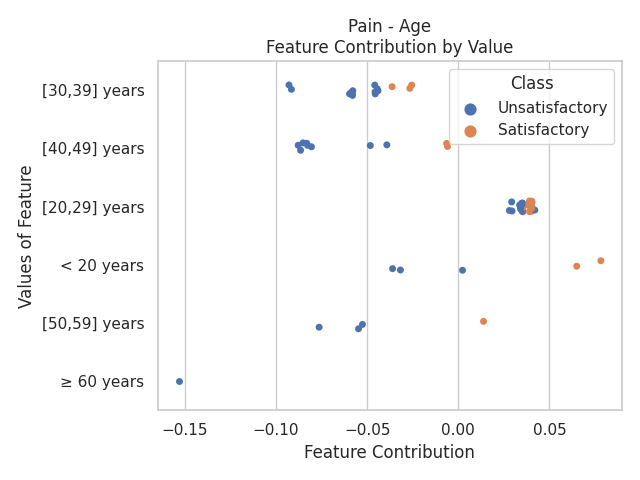 Pain - Age
Feature Contribution by Value
Class
Unsatisfactory
Satisfactory
Values of Feature
[30,39] years
[40,49] years
[20,29] years
< 20 years
[50,59] years
≥ 60 years
−0.15 −0.10 −0.05 0.00 0.05
Feature Contribution